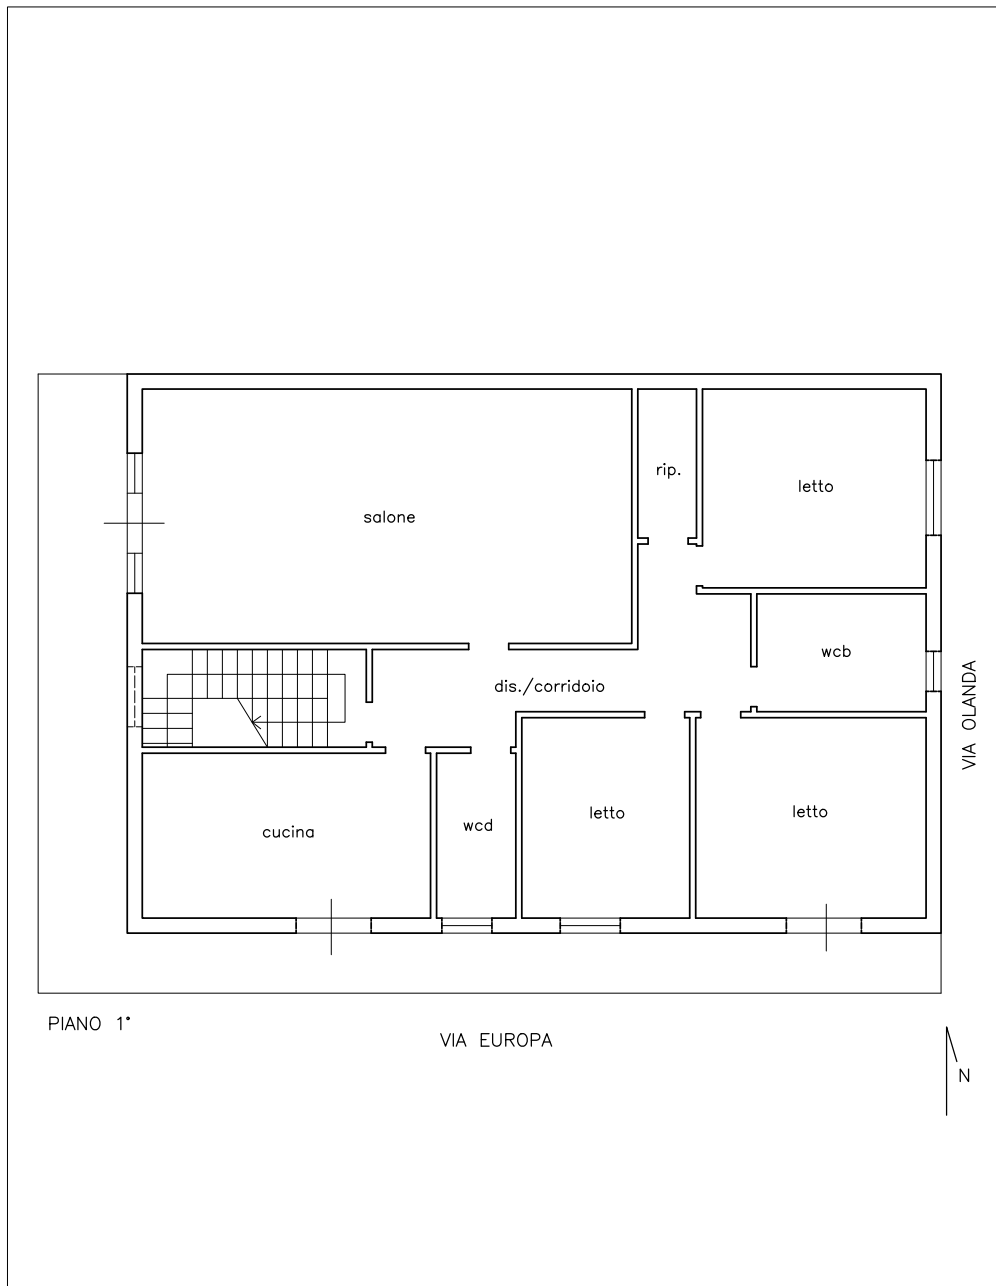 rip.
letto
salone
wcb
dis./corridoio
VIA OLANDA
letto
letto
wcd
cucina
PIANO 1°
VIA EUROPA
N